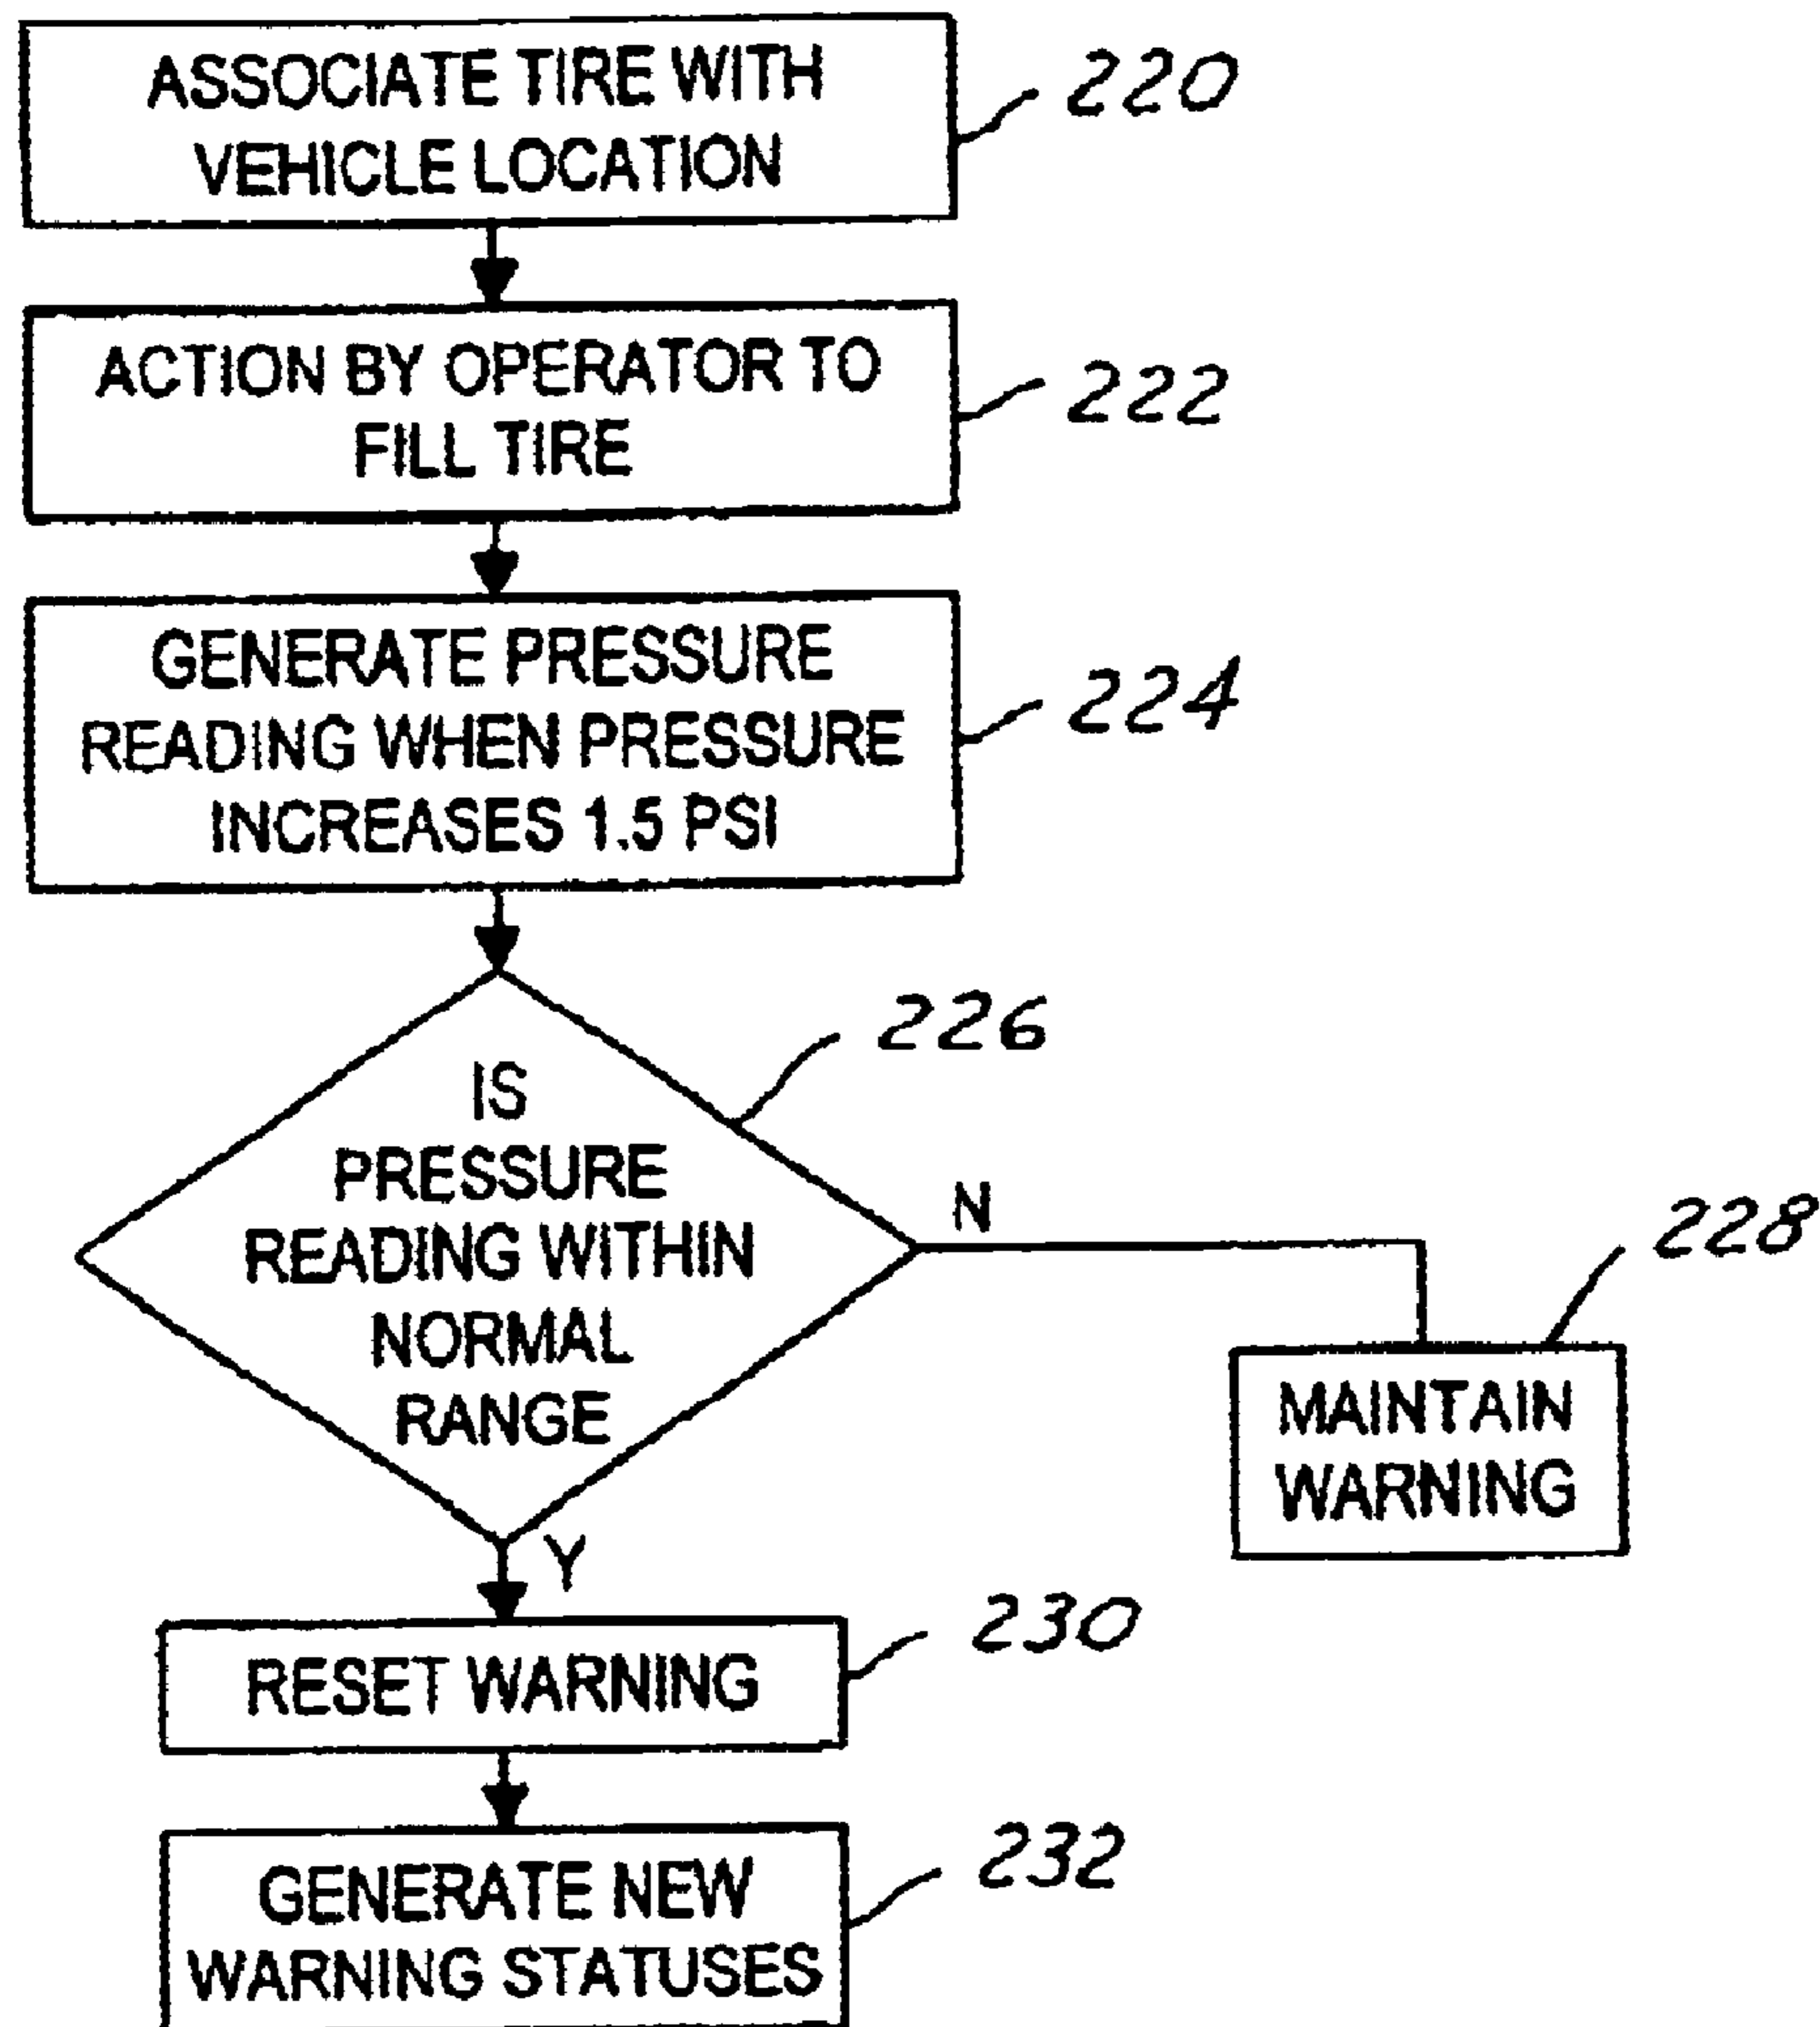 ASSOCIATE TIRE WITH
VEHICLE LOCATION
220
ACTION BY OPERATOR TO
FILL TIRE
222
GENERATE PRESSURE
READING WHEN PRESSURE
INCREASES 1.5 PSI
224
IS
PRESSURE
READING WITHIN
NORMAL
RANGE
226
N
228
MAINTAIN
WARNING
Y
230
RESET WARNING
232
GENERATE NEW
WARNING STATUSES